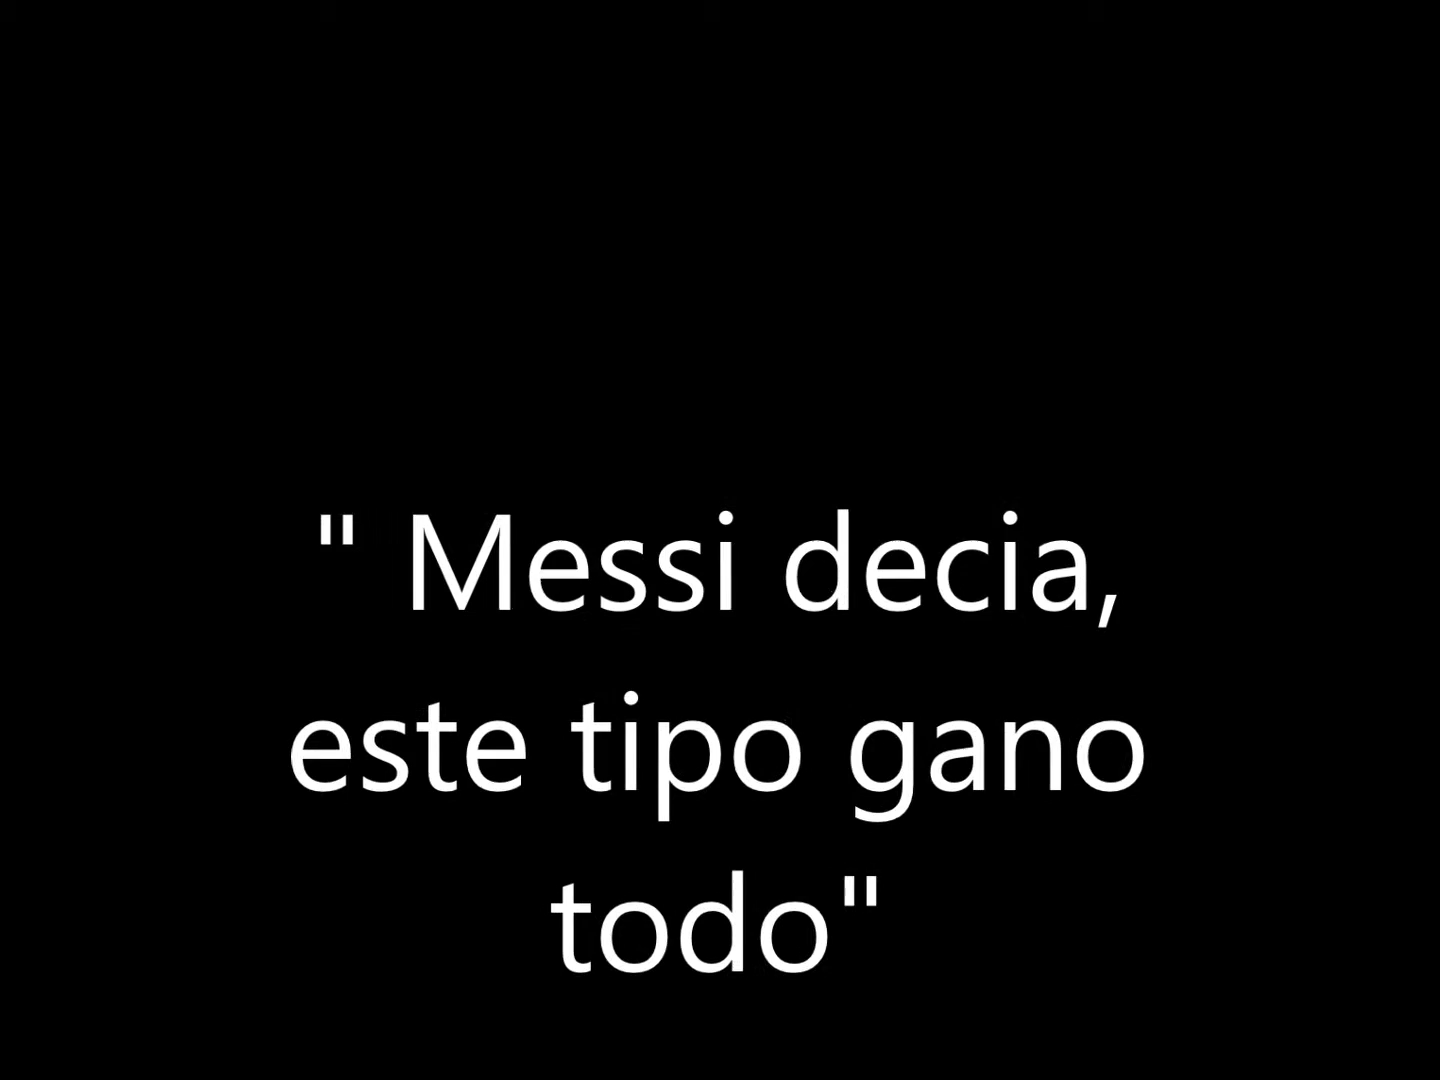 " Messi decia,
este tipo gano
todo"